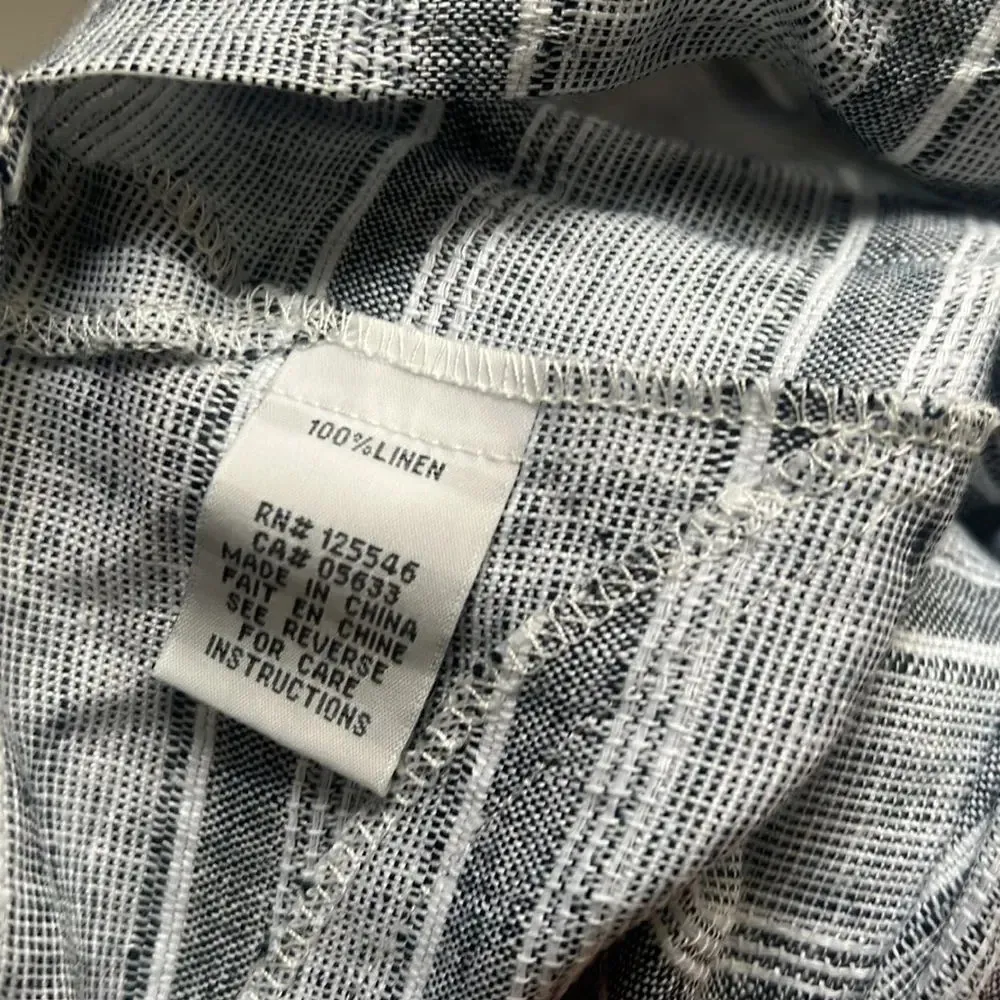 100%LINEN
RN# 125546
CA# 05633
MADE IN CHINA
FAIT EN CHINE
SEE REVERSE
FOR CARE
INSTRUCTIONS